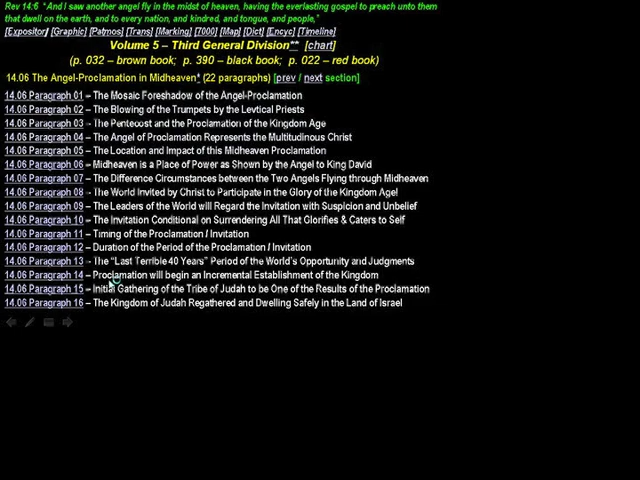 Rev 14:6 "And I saw another angel fly in the midst of heaven, having the everlasting gospel to preach unto them
that dwell on the earth, and to every nation, and kindred, and tongue, and people,"
[Expositor] [Graphic] [Patmos] [Trans] [Marking] [7000] [Map] [Dict] [Encyc] [Timeline]
Volume 5 – Third General Division** [chart]
(p. 032 – brown book; p. 390 – black book; p. 022 – red book)
14.06 The Angel-Proclamation in Midheaven* (22 paragraphs) [prev / next section]
14.06 Paragraph 01 – The Mosaic Foreshadow of the Angel-Proclamation
14.06 Paragraph 02 – The Blowing of the Trumpets by the Levtical Priests
14.06 Paragraph 03 – The Pentecost and the Proclamation of the Kingdom Age
14.06 Paragraph 04 – The Angel of Proclamation Represents the Multitudinous Christ
14.06 Paragraph 05 – The Location and Impact of this Midheaven Proclamation
14.06 Paragraph 06 – Midheaven is a Place of Power as Shown by the Angel to King David
14.06 Paragraph 07 – The Difference Circumstances between the Two Angels Flying through Midheaven
14.06 Paragraph 08 – The World Invited by Christ to Participate in the Glory of the Kingdom Age!
14.06 Paragraph 09 – The Leaders of the World will Regard the Invitation with Suspicion and Unbelief
14.06 Paragraph 10 – The Invitation Conditional on Surrendering All That Glorifies & Caters to Self
14.06 Paragraph 11 – Timing of the Proclamation / Invitation
14.06 Paragraph 12 – Duration of the Period of the Proclamation / Invitation
14.06 Paragraph 13 – The "Last Terrible 40 Years" Period of the World's Opportunity and Judgments
14.06 Paragraph 14 – Proclamation will begin an Incremental Establishment of the Kingdom
14.06 Paragraph 15 – Initial Gathering of the Tribe of Judah to be One of the Results of the Proclamation
14.06 Paragraph 16 – The Kingdom of Judah Regathered and Dwelling Safely in the Land of Israel